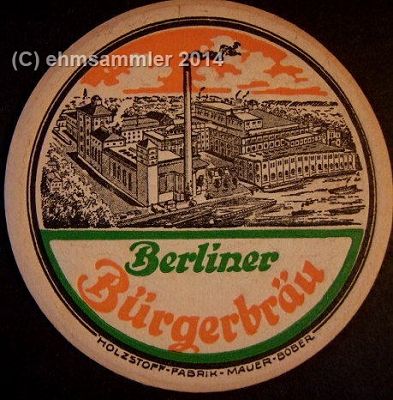 (C) ehmsammler 2014
Berliner
Bürgerbräu
HOLZSTOFF-FABRIK-MAUER-BOBER